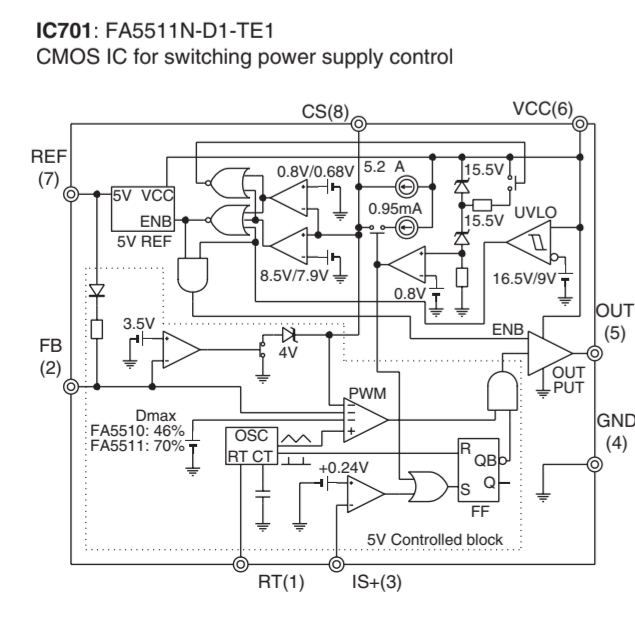 IC701: FA5511N-D1-TE1
CMOS IC for switching power supply control
CS(8)
VCC(6)
REF
(7)
5V VCC
ENB
5V REF
0.8V/0.68V
8.5V/7.9V
5.2 A
0.95mA
15.5V
15.5V
UVLO
16.5V/9V
0.8V
OUT
(5)
ENB
OUT
PUT
FB
(2)
3.5V
4V
PWM
Dmax
FA5510: 46%
FA5511: 70%
OSC
RT CT
+0.24V
R
QB
S
Q
FF
GND
(4)
5V Controlled block
RT(1)
IS+(3)